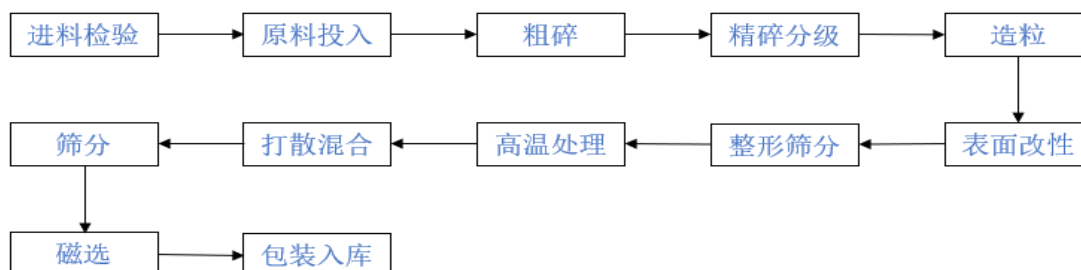 进料检验 原料投入 粗碎 精碎分级 造粒
筛分 打散混合 高温处理 整形筛分 表面改性
磁选 包装入库